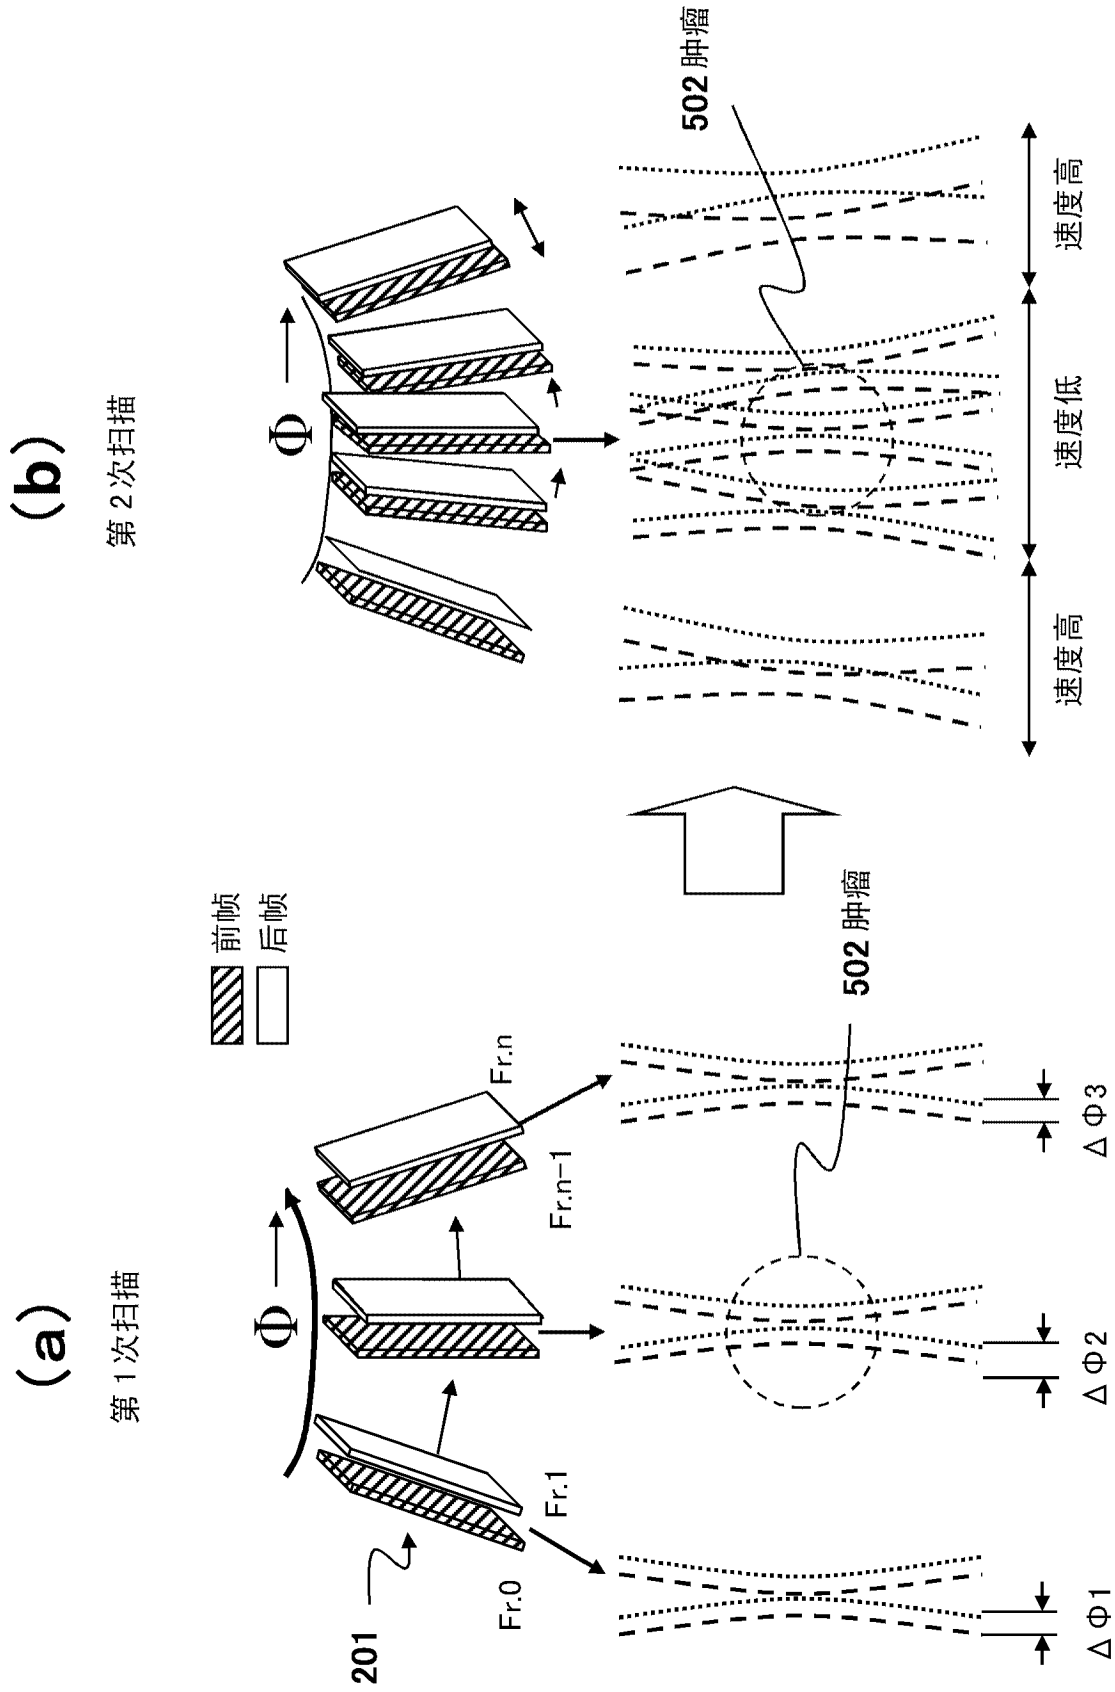 (a)
第1次扫描
前帧
后帧
Φ
201
Fr.0
Fr.1
Fr.n-1
Fr.n
502 肿瘤
ΔΦ1
ΔΦ2
ΔΦ3
(b)
第2次扫描
Φ
502 肿瘤
速度高
速度低
速度高